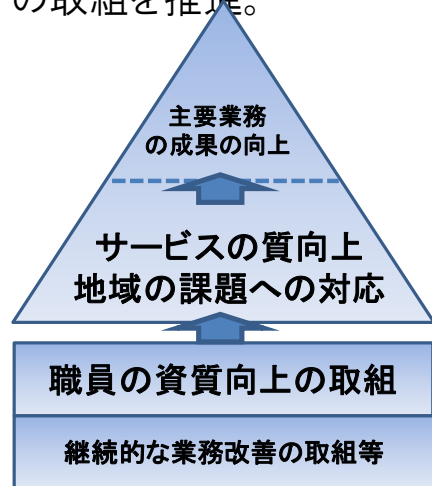 の取組を推進。
主要業務
の成果の向上
サービスの質向上
地域の課題への対応
職員の資質向上の取組
継続的な業務改善の取組等